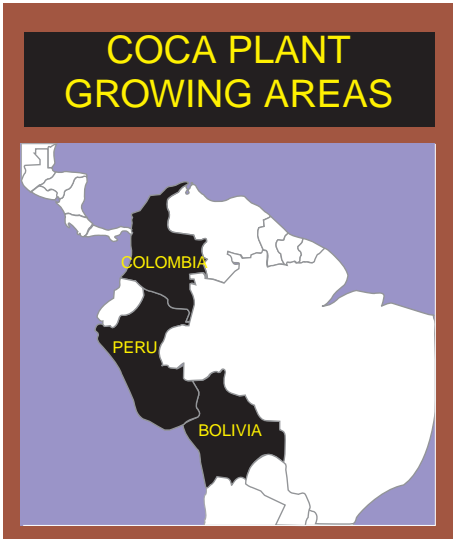 COCA PLANT
GROWING AREAS
COLOMBIA
PERU
BOLIVIA